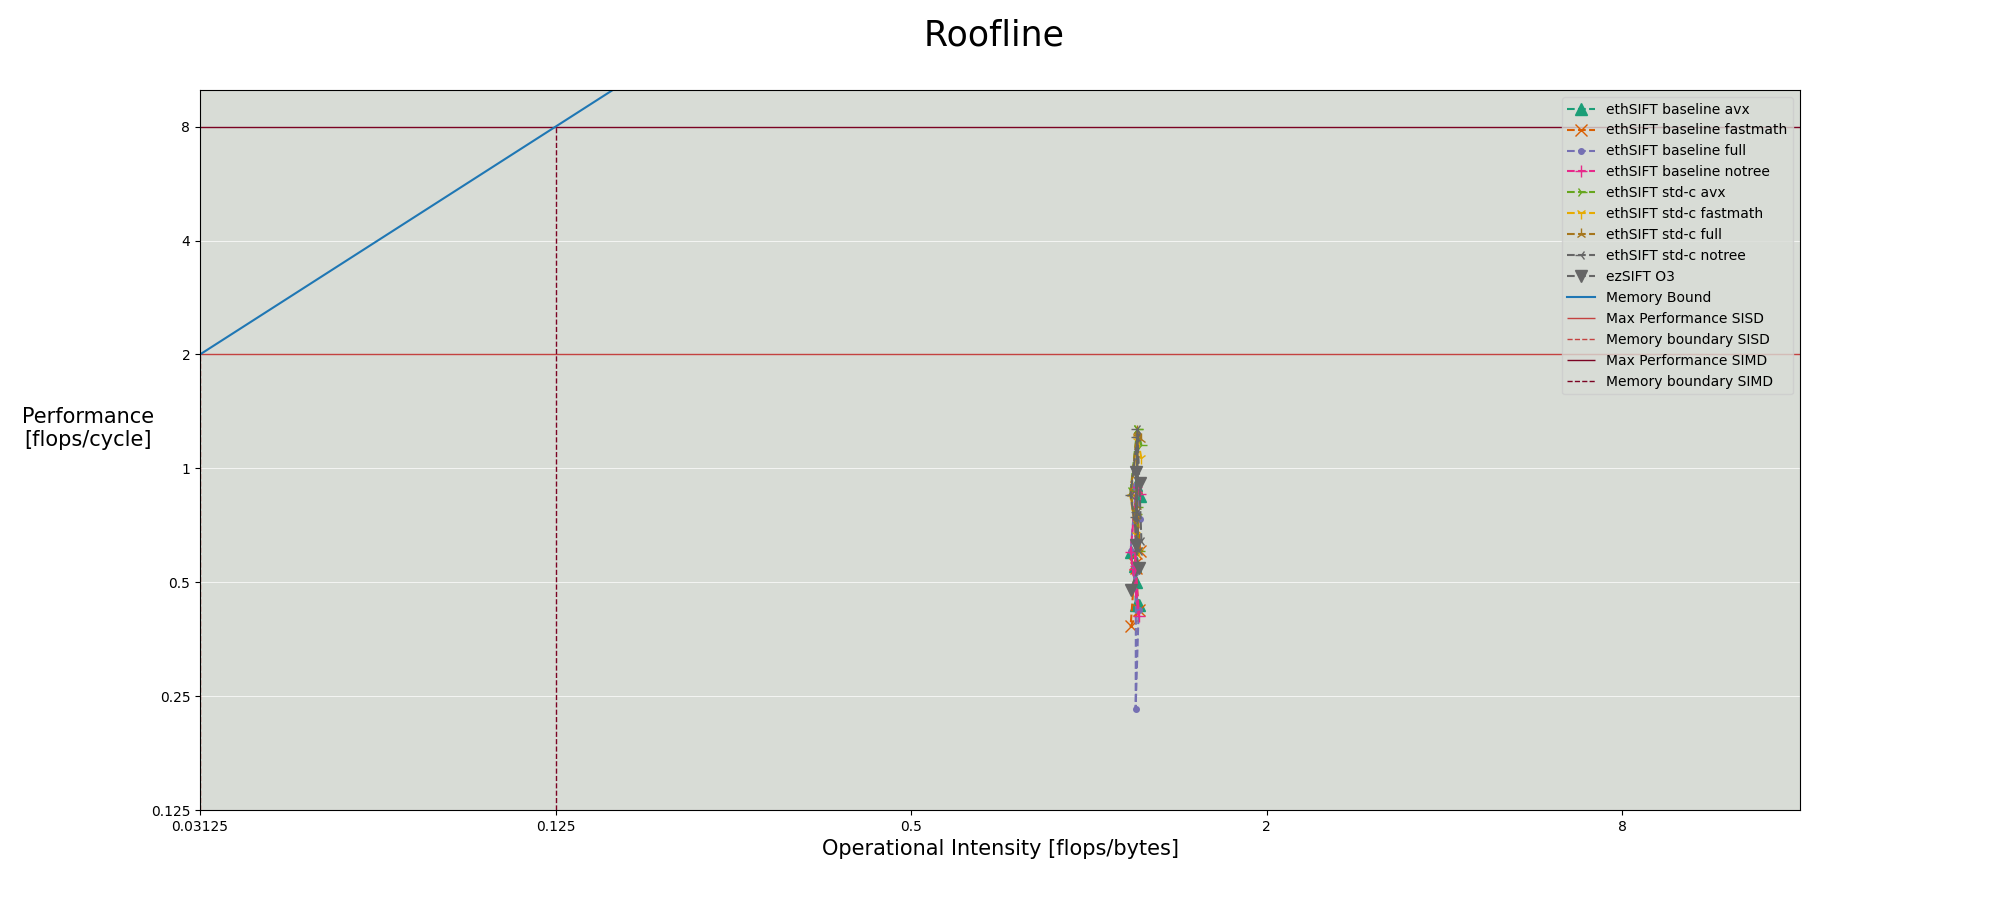 Roofline
8
4
2
1
0.5
0.25
0.125
Performance
[flops/cycle]
ethSIFT baseline avx
ethSIFT baseline fastmath
ethSIFT baseline full
ethSIFT baseline notree
ethSIFT std-c avx
ethSIFT std-c fastmath
ethSIFT std-c full
ethSIFT std-c notree
ezSIFT O3
Memory Bound
Max Performance SISD
Memory boundary SISD
Max Performance SIMD
Memory boundary SIMD
0.03125 0.125 0.5 2 8
Operational Intensity [flops/bytes]